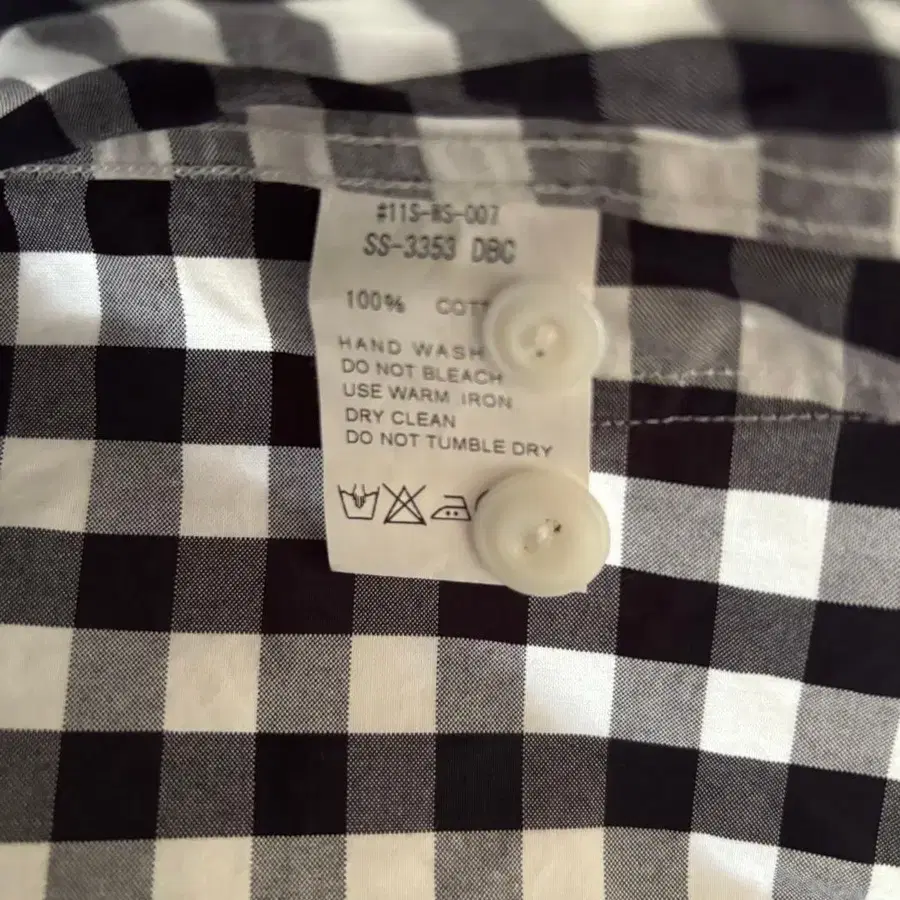 #11S-WS-007
SS-3353 DBC
100% COTT
HAND WASH
DO NOT BLEACH
USE WARM IRON
DRY CLEAN
DO NOT TUMBLE DRY